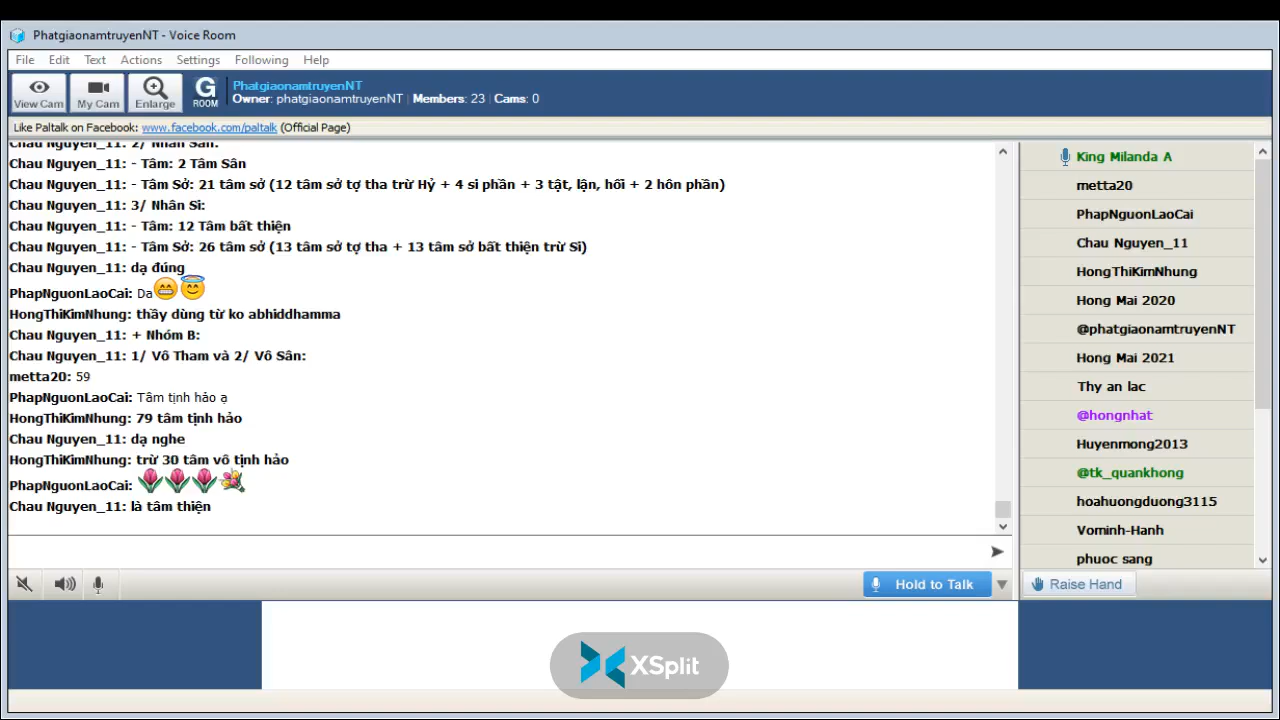 PhatgiaonamtruyenNT - Voice Room
File Edit Text Actions Settings Following Help
View Cam My Cam Enlarge G ROOM
PhatgiaonamtruyenNT
Owner: phatgiaonamtruyenNT | Members: 23 | Cams: 0
Like Paltalk on Facebook: www.facebook.com/paltalk (Official Page)
Chau Nguyen_11: 2/ Nhân Sân:
Chau Nguyen_11: - Tâm: 2 Tâm Sân
Chau Nguyen_11: - Tâm Sở: 21 tâm sở (12 tâm sở tợ tha trừ Hỷ + 4 si phần + 3 tật, lận, hối + 2 hôn phần)
Chau Nguyen_11: 3/ Nhân Si:
Chau Nguyen_11: - Tâm: 12 Tâm bất thiện
Chau Nguyen_11: - Tâm Sở: 26 tâm sở (13 tâm sở tợ tha + 13 tâm sở bất thiện trừ Si)
Chau Nguyen_11: dạ đúng
PhapNguonLaoCai: Da
HongThiKimNhung: thầy dùng từ ko abhiddhamma
Chau Nguyen_11: + Nhóm B:
Chau Nguyen_11: 1/ Vô Tham và 2/ Vô Sân:
metta20: 59
PhapNguonLaoCai: Tâm tịnh hảo ạ
HongThiKimNhung: 79 tâm tịnh hảo
Chau Nguyen_11: dạ nghe
HongThiKimNhung: trừ 30 tâm vô tịnh hảo
PhapNguonLaoCai:
Chau Nguyen_11: là tâm thiện
King Milanda A
metta20
PhapNguonLaoCai
Chau Nguyen_11
HongThiKimNhung
Hong Mai 2020
@phatgiaonamtruyenNT
Hong Mai 2021
Thy an lac
@hongnhat
Huyenmong2013
@tk_quankhong
hoahuongduong3115
Vominh-Hanh
phuoc sang
Hold to Talk
Raise Hand
XSplit